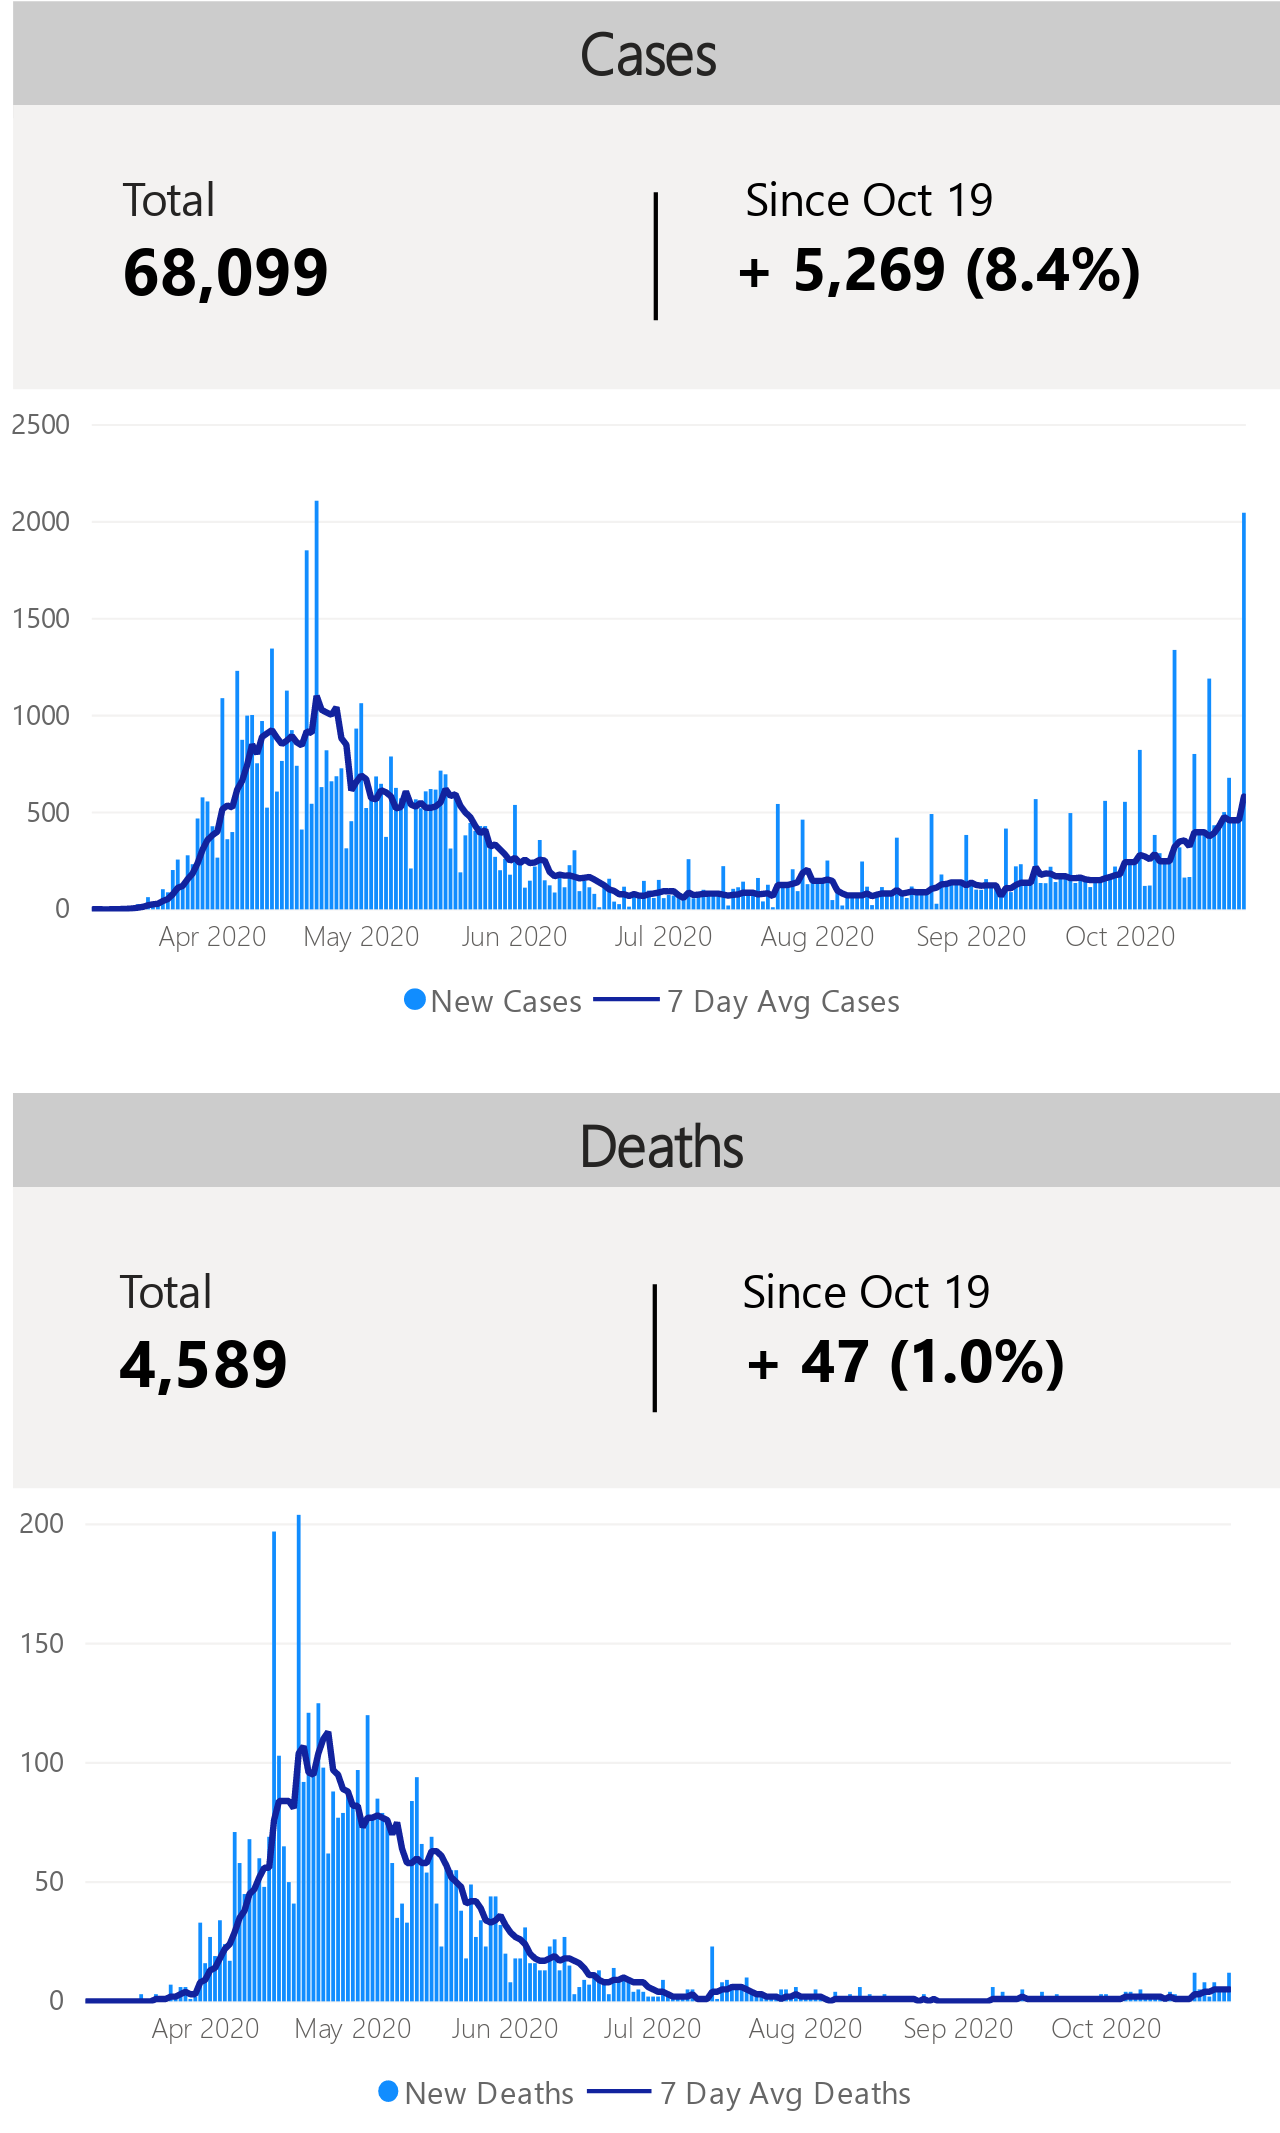 Cases
Total
Since Oct 19
68,099
+ 5,269 (8.4%)
2500
2000
1500
1000
500
0
Apr 2020 May 2020 Jun 2020 Jul 2020 Aug 2020 Sep 2020 Oct 2020
New Cases 7 Day Avg Cases
Deaths
Total
Since Oct 19
4,589
+ 47 (1.0%)
200
150
100
50
0
Apr 2020 May 2020 Jun 2020 Jul 2020 Aug 2020 Sep 2020 Oct 2020
New Deaths 7 Day Avg Deaths